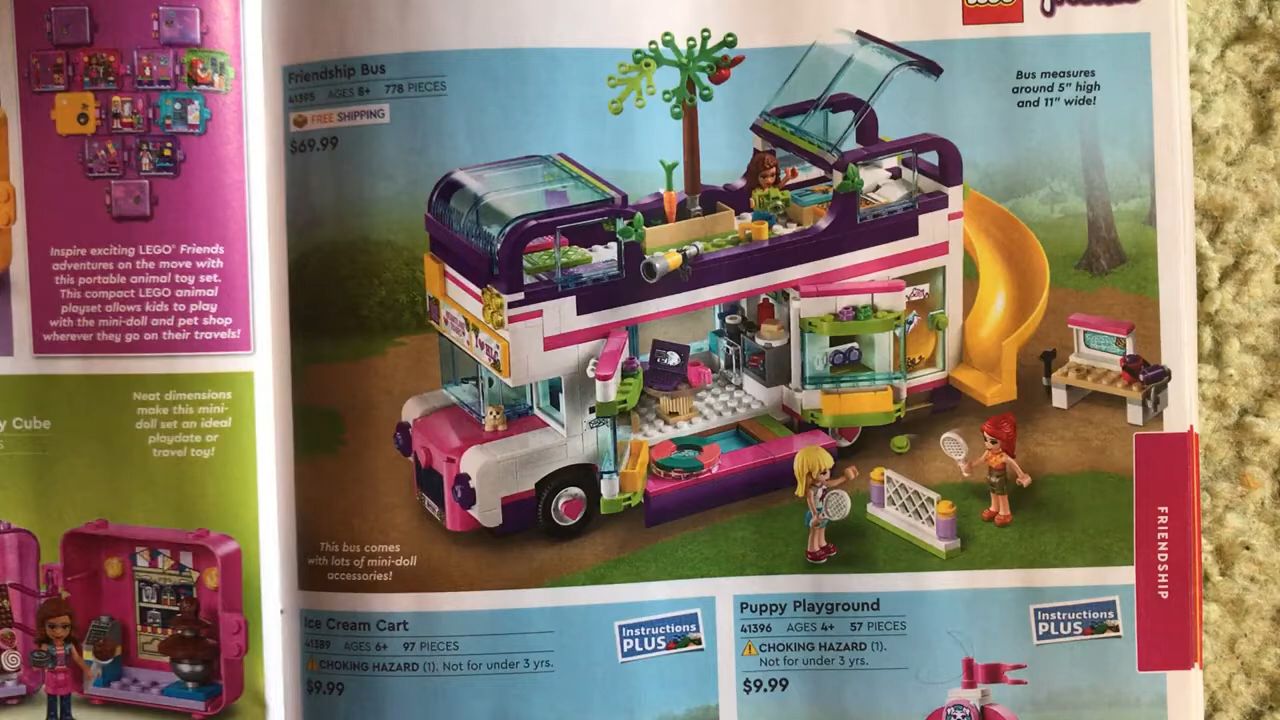 Inspire exciting LEGO® Friends
adventures on the move with
this portable animal toy set.
This compact LEGO animal
playset allows kids to play
with the mini-doll and pet shop
wherever they go on their travels!
y Cube
S
Neat dimensions
make this mini-
doll set an ideal
playdate or
travel toy!
Friendship Bus
41395 AGES 8+ 778 PIECES
FREE SHIPPING
$69.99
Bus measures
around 5" high
and 11" wide!
This bus comes
with lots of mini-doll
accessories!
FRIENDSHIP
Ice Cream Cart
41389 AGES 6+ 97 PIECES
CHOKING HAZARD (1). Not for under 3 yrs.
$9.99
Instructions
PLUS
Puppy Playground
41396 AGES 4+ 57 PIECES
CHOKING HAZARD (1).
Not for under 3 yrs.
$9.99
Instructions
PLUS